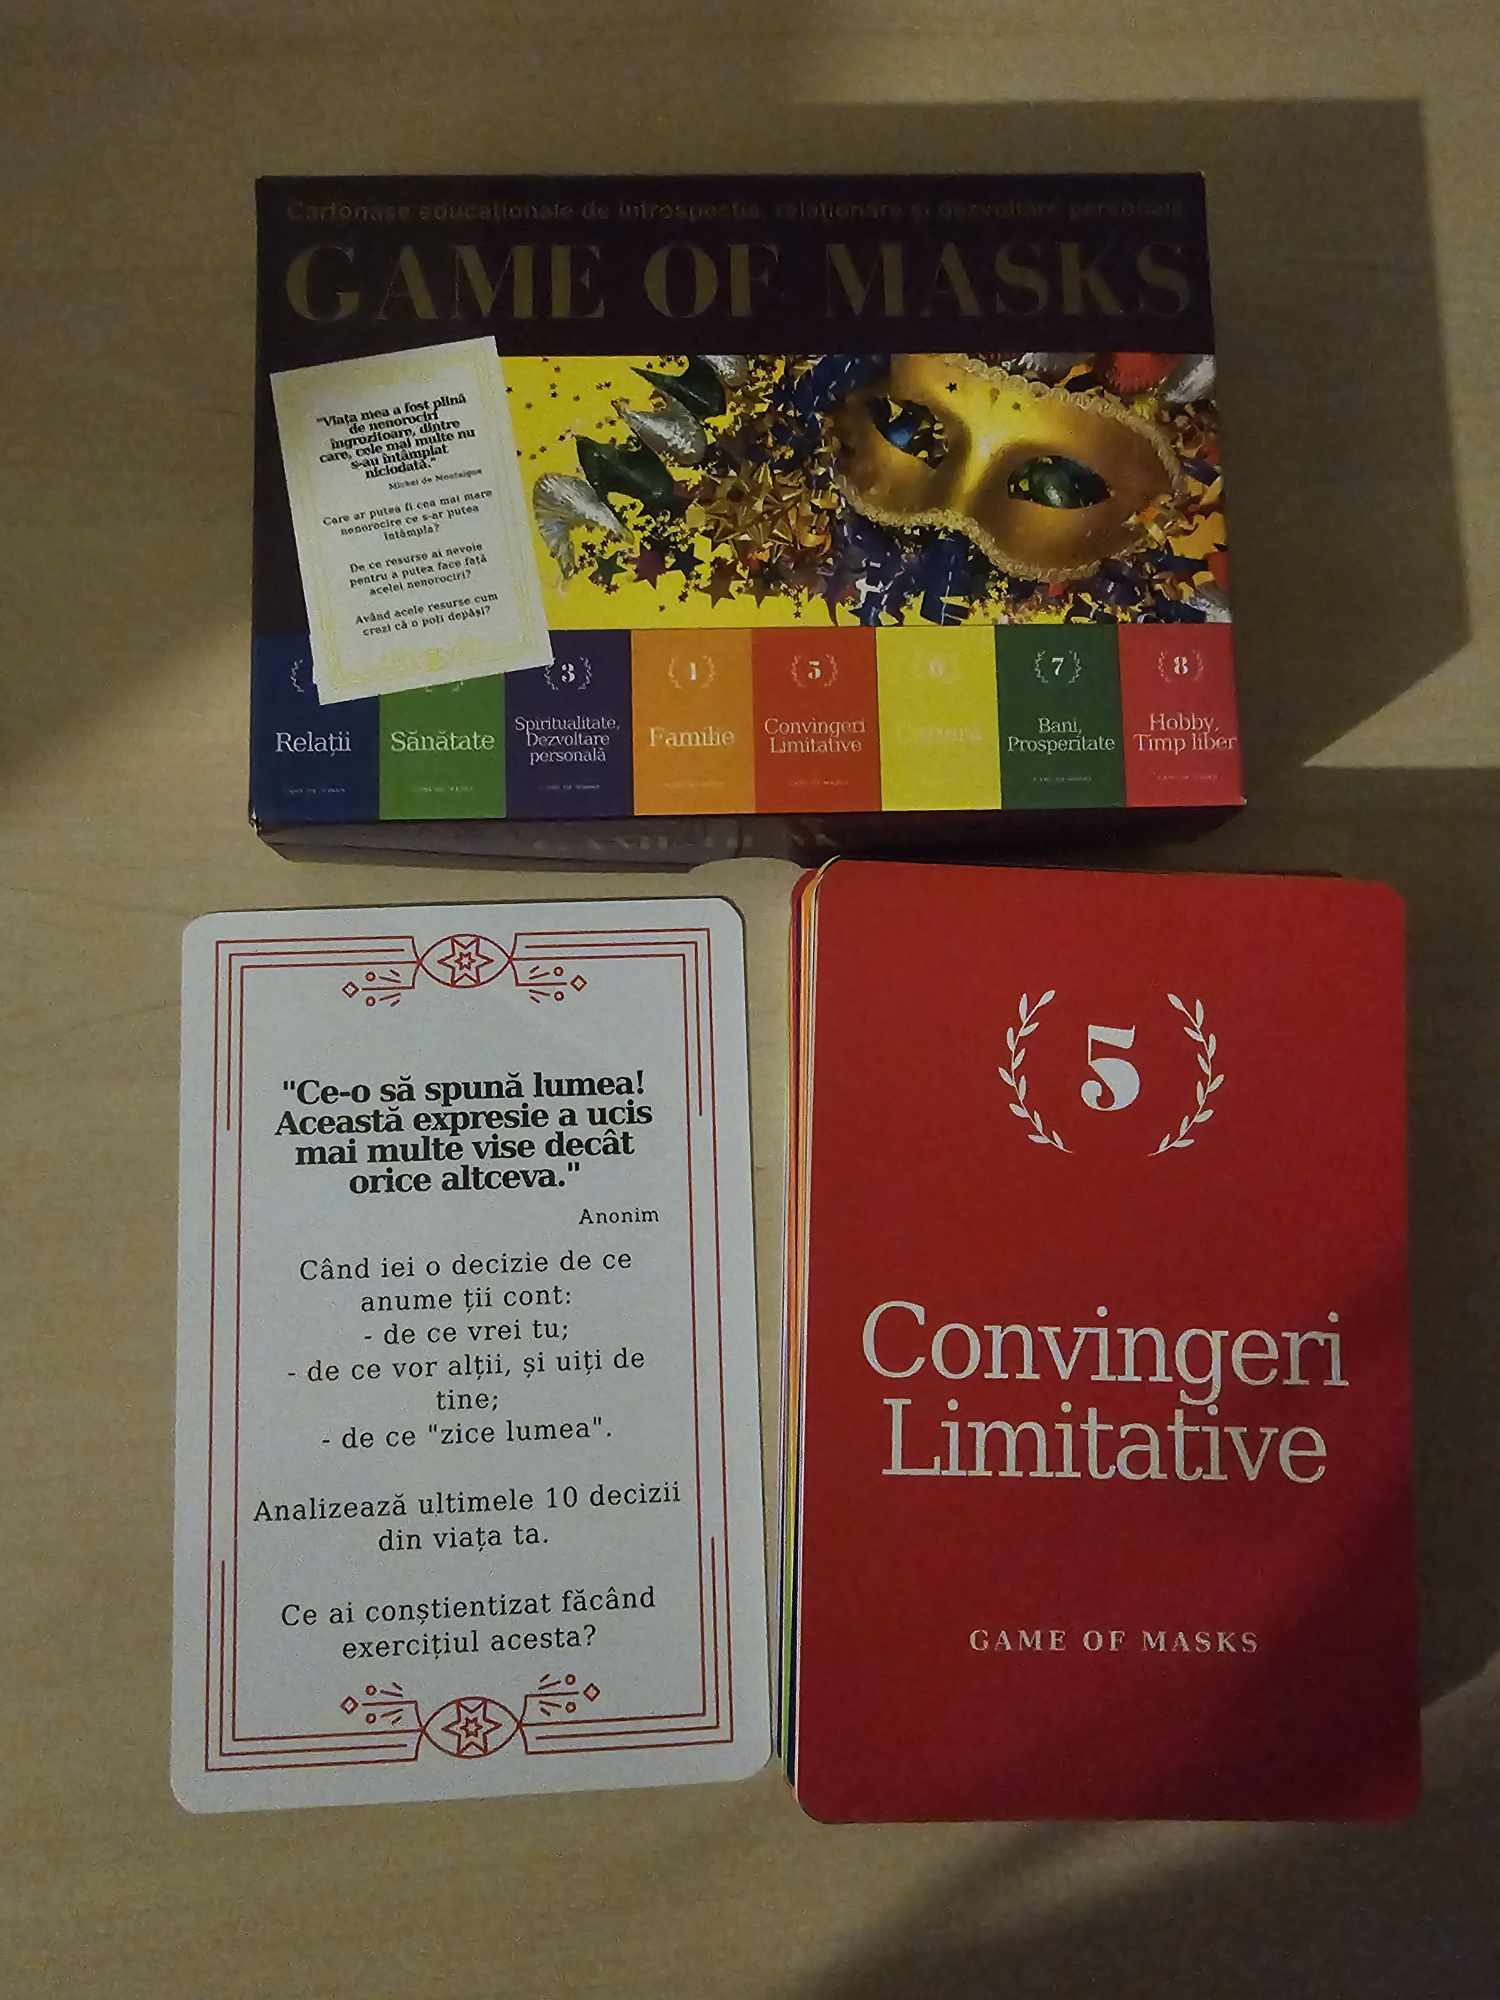 Cartonașe educaționale de introspecție, relaționare și dezvoltare personală
GAME OF MASKS
"Viața mea a fost plină
de nenorociri
îngrozitoare, dintre
care, cele mai multe nu
s-au întâmplat
niciodată."
Michel de Montaigne
Care ar putea fi cea mai mare
nenorocire ce s-ar putea
întâmpla?
De ce resurse ai nevoie
pentru a putea face față
acelei nenorociri?
Având acele resurse cum
crezi că o poți depăși?
Relații
Sănătate
3
Spiritualitate,
Dezvoltare
personală
4
Familie
5
Convingeri
Limitative
6
Carieră
7
Bani,
Prosperitate
8
Hobby,
Timp liber
GAME OF MASKS
"Ce-o să spună lumea!
Această expresie a ucis
mai multe vise decât
orice altceva."
Anonim
Când iei o decizie de ce
anume ții cont:
- de ce vrei tu;
- de ce vor alții, și uiți de
tine;
- de ce "zice lumea".
Analizează ultimele 10 decizii
din viața ta.
Ce ai conștientizat făcând
exercițiul acesta?
5
Convingeri
Limitative
GAME OF MASKS